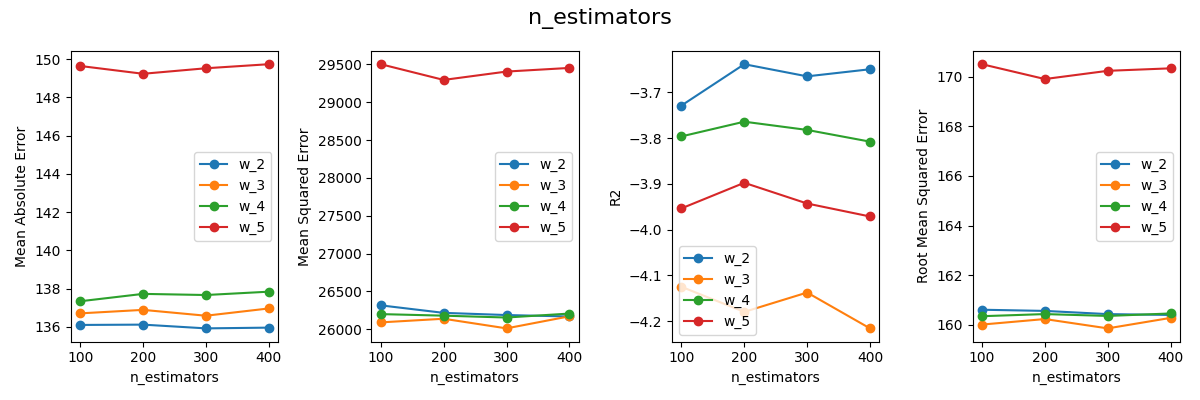 n_estimators
Mean Absolute Error
150
148
146
144
142
140
138
136
100 200 300 400
n_estimators
w_2
w_3
w_4
w_5
Mean Squared Error
29500
29000
28500
28000
27500
27000
26500
26000
100 200 300 400
n_estimators
w_2
w_3
w_4
w_5
R2
−3.7
−3.8
−3.9
−4.0
−4.1
−4.2
100 200 300 400
n_estimators
w_2
w_3
w_4
w_5
Root Mean Squared Error
170
168
166
164
162
160
100 200 300 400
n_estimators
w_2
w_3
w_4
w_5